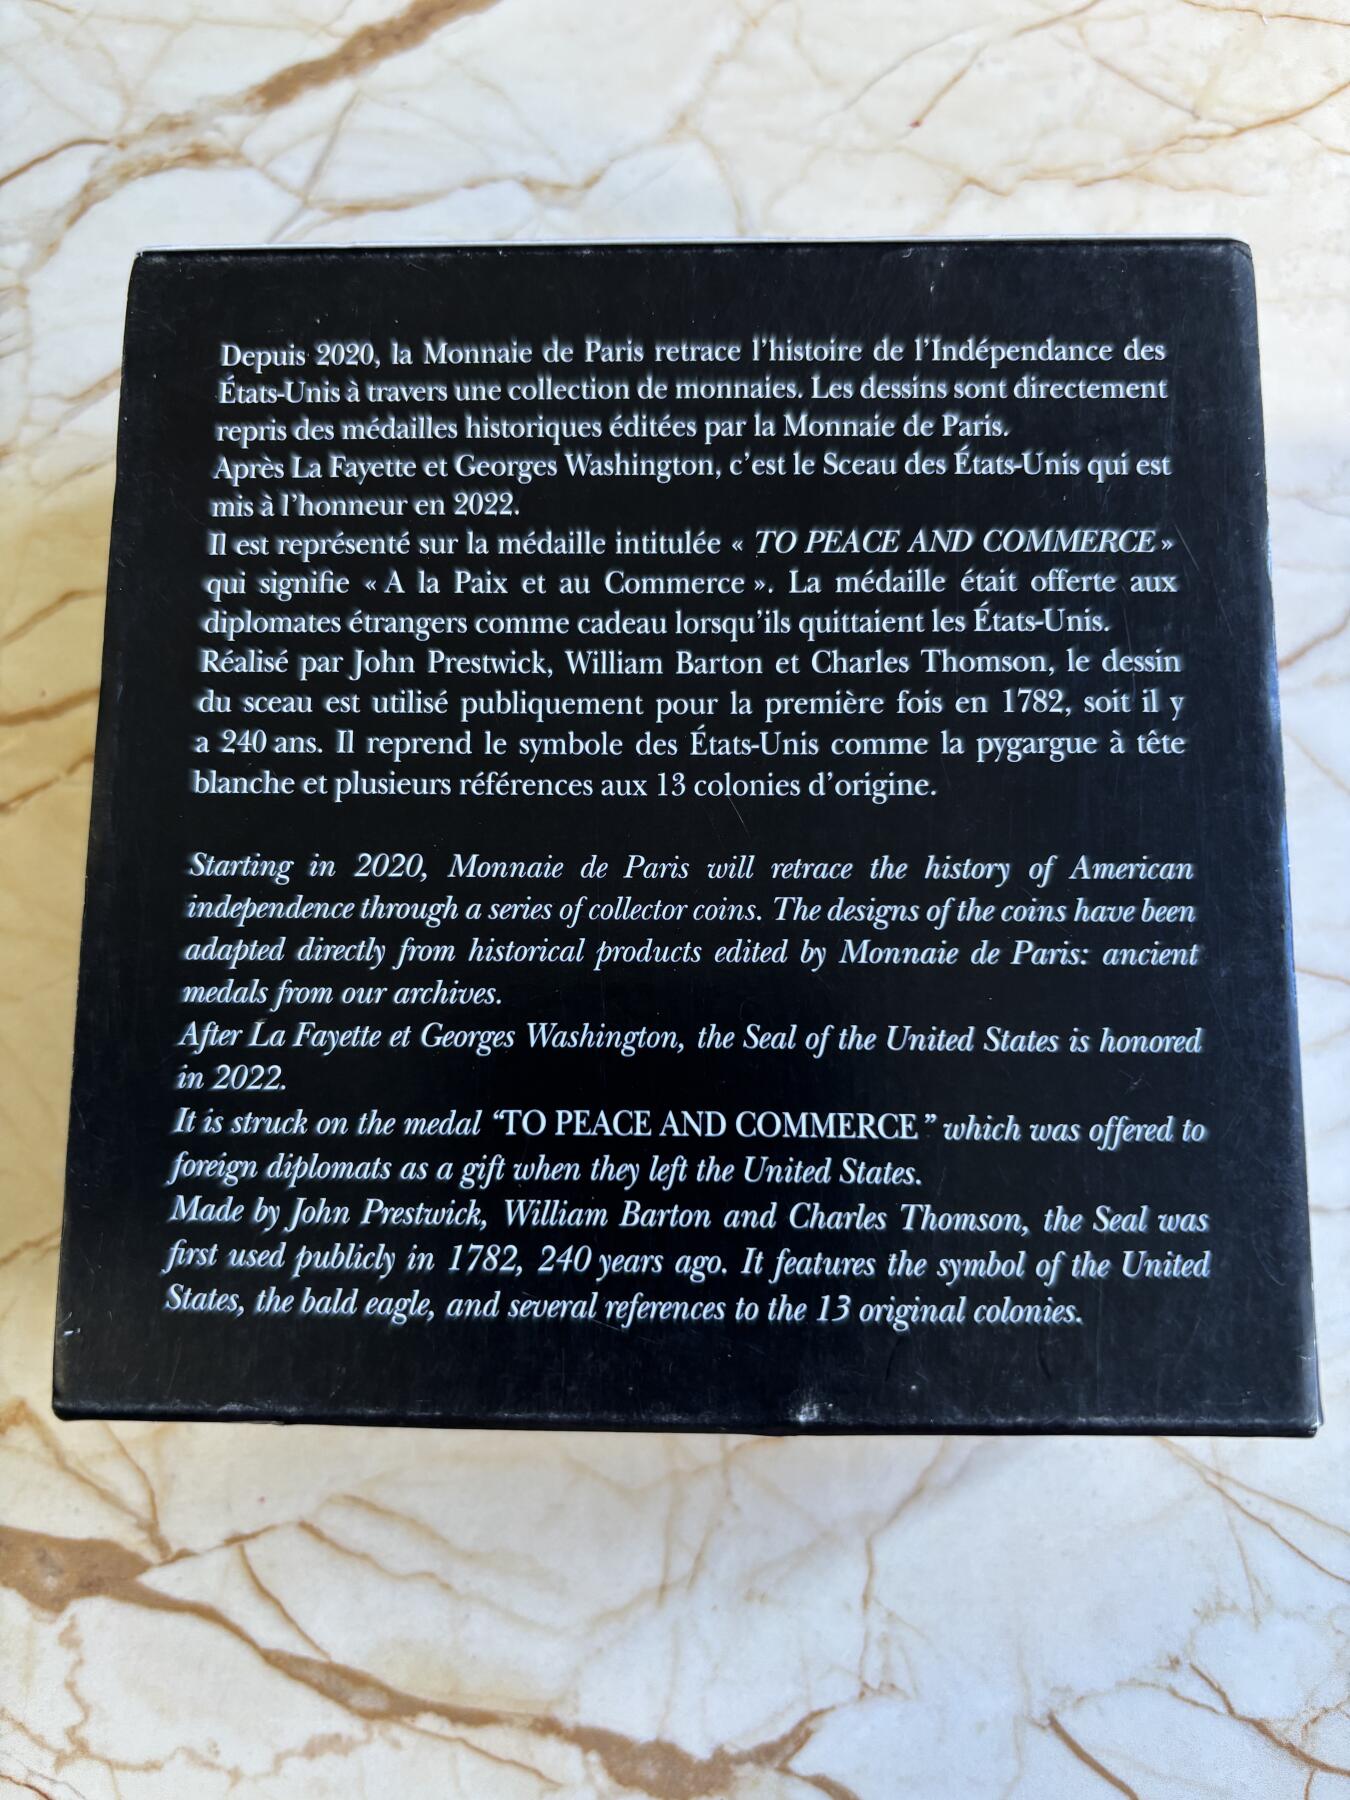 Depuis 2020, la Monnaie de Paris retrace l’histoire de l’Indépendance des
États-Unis à travers une collection de monnaies. Les dessins sont directement
repris des médailles historiques éditées par la Monnaie de Paris.
Après La Fayette et Georges Washington, c’est le Sceau des États-Unis qui est
mis à l’honneur en 2022.
Il est représenté sur la médaille intitulée « TO PEACE AND COMMERCE »
qui signifie « A la Paix et au Commerce ». La médaille était offerte aux
diplomates étrangers comme cadeau lorsqu’ils quittaient les États-Unis.
Réalisé par John Prestwick, William Barton et Charles Thomson, le dessin
du sceau est utilisé publiquement pour la première fois en 1782, soit il y
a 240 ans. Il reprend le symbole des États-Unis comme la pygargue à tête
blanche et plusieurs références aux 13 colonies d’origine.
Starting in 2020, Monnaie de Paris will retrace the history of American
independence through a series of collector coins. The designs of the coins have been
adapted directly from historical products edited by Monnaie de Paris: ancient
medals from our archives.
After La Fayette et Georges Washington, the Seal of the United States is honored
in 2022.
It is struck on the medal “TO PEACE AND COMMERCE ” which was offered to
foreign diplomats as a gift when they left the United States.
Made by John Prestwick, William Barton and Charles Thomson, the Seal was
first used publicly in 1782, 240 years ago. It features the symbol of the United
States, the bald eagle, and several references to the 13 original colonies.